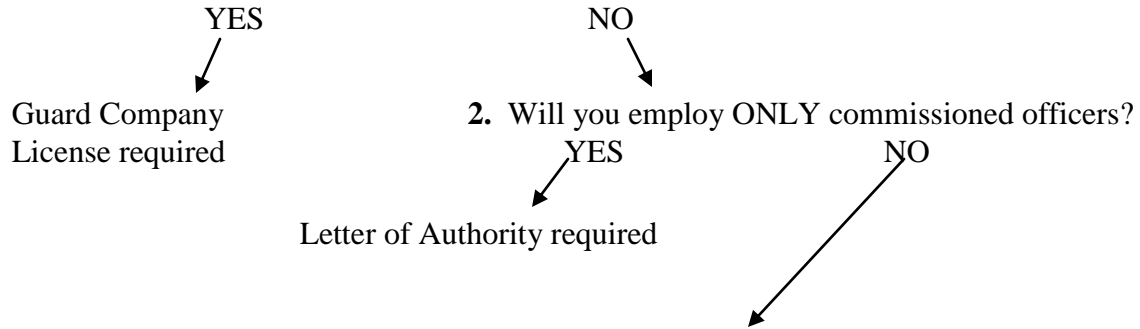 YES NO
Guard Company 2. Will you employ ONLY commissioned officers?
License required YES NO
Letter of Authority required